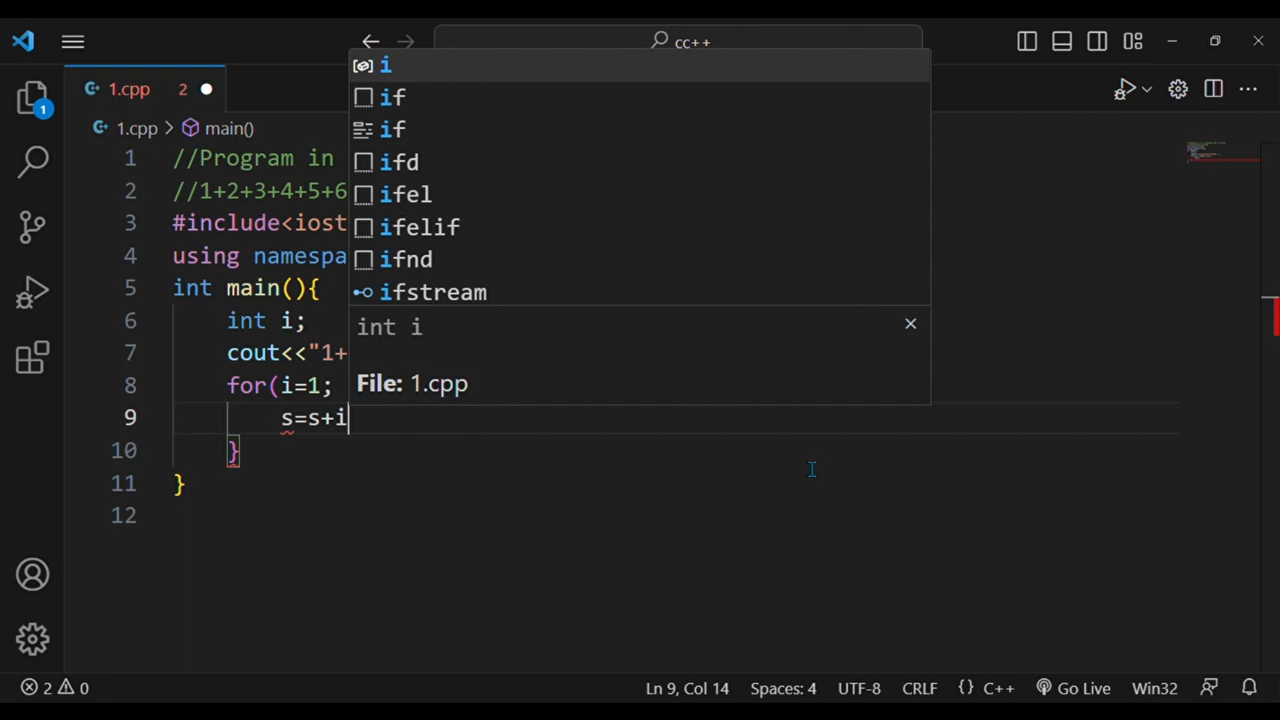 cc++
1.cpp 2
1.cpp > main()
1 //Program in
2 //1+2+3+4+5+6
3 #include<iost
4 using namespa
5 int main(){
6 int i;
7 cout<<"1+
8 for(i=1;
9 s=s+i
10 }
11 }
12
i
if
if
ifd
ifel
ifelif
ifnd
ifstream
int i
File: 1.cpp
1
2 0
Ln 9, Col 14 Spaces: 4 UTF-8 CRLF {} C++ Go Live Win32